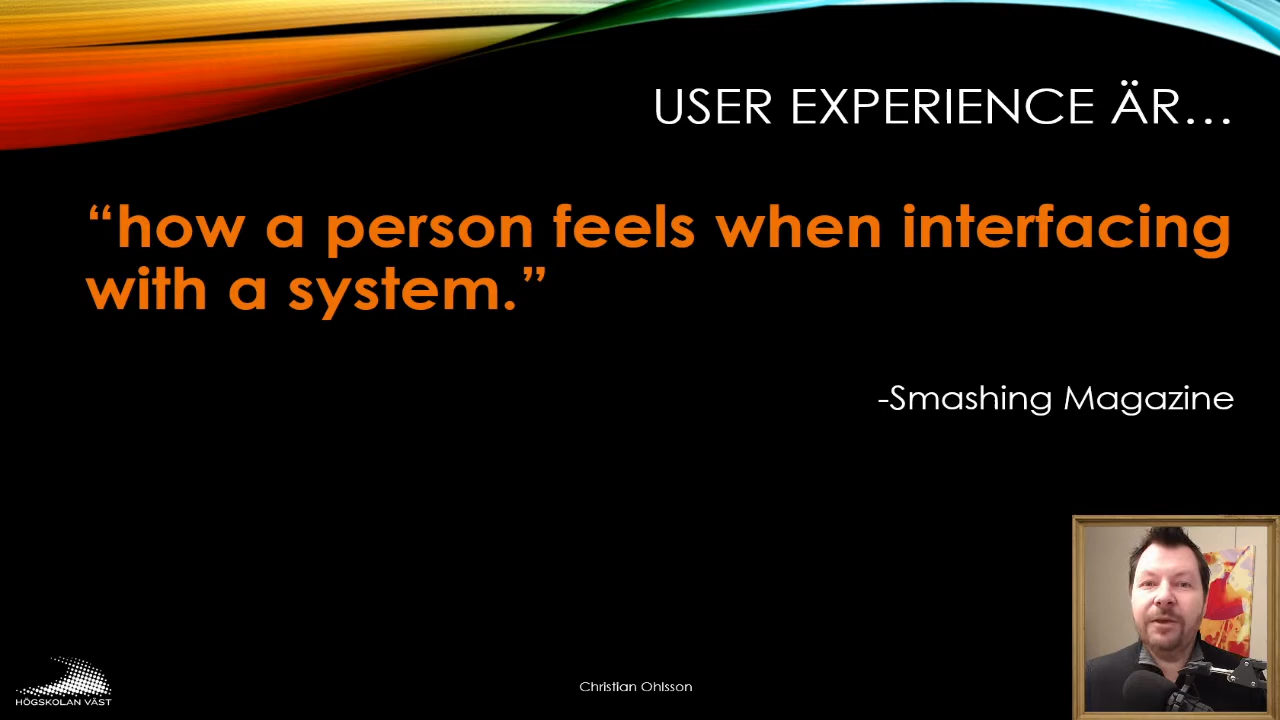 USER EXPERIENCE ÄR...
“how a person feels when interfacing
with a system.”
-Smashing Magazine
HÖGSKOLAN VÄST
Christian Ohlsson